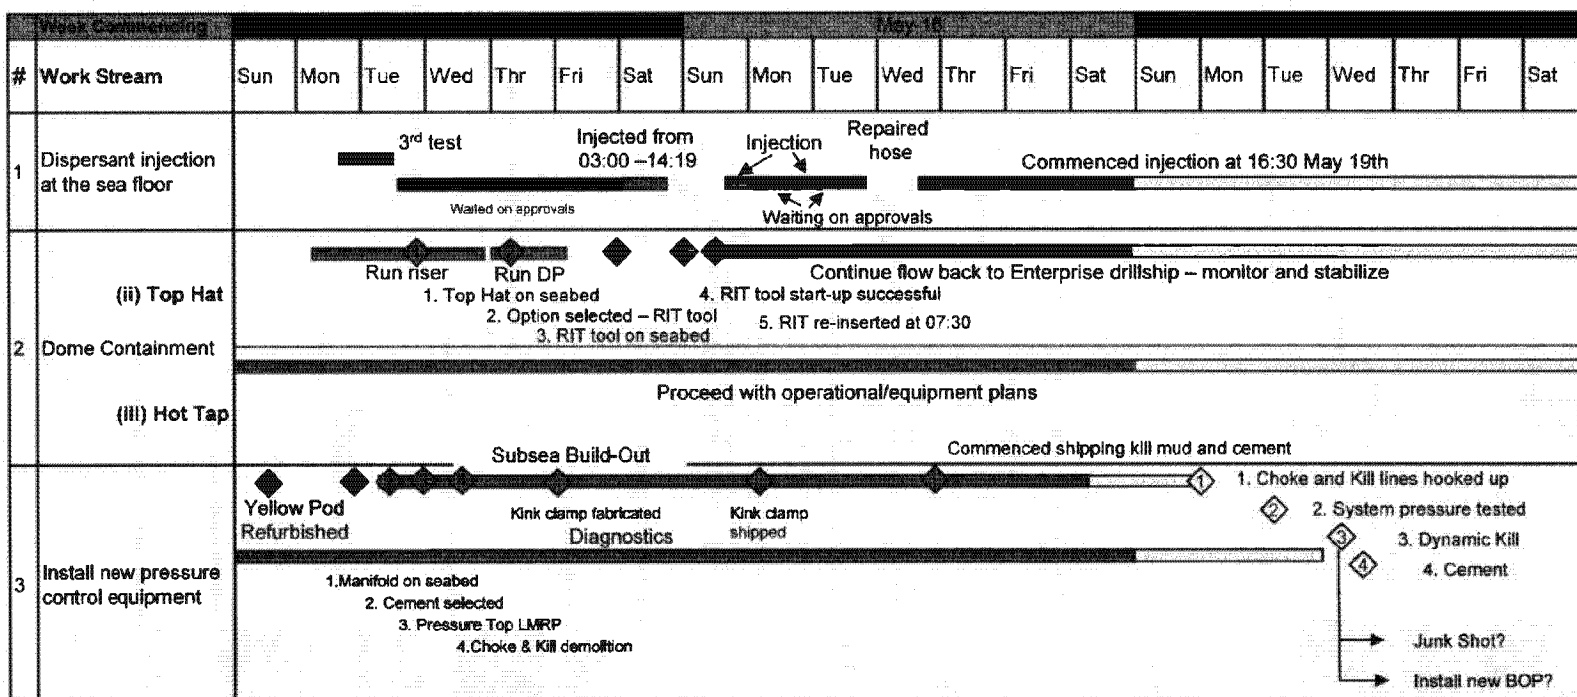 Week Commencing May-16
# Work Stream Sun Mon Tue Wed Thr Fri Sat Sun Mon Tue Wed Thr Fri Sat Sun Mon Tue Wed Thr Fri Sat
1 Dispersant injection
at the sea floor
3rd test
Injected from
03:00 –14:19
Injection
Repaired
hose
Commenced injection at 16:30 May 19th
Waited on approvals
Waiting on approvals
2 Dome Containment
(ii) Top Hat
Run riser
Run DP
Continue flow back to Enterprise drillship – monitor and stabilize
1. Top Hat on seabed
2. Option selected – RIT tool
3. RIT tool on seabed
4. RIT tool start-up successful
5. RIT re-inserted at 07:30
(iii) Hot Tap
Proceed with operational/equipment plans
3 Install new pressure
control equipment
Subsea Build-Out
Commenced shipping kill mud and cement
Yellow Pod
Refurbished
Kink clamp fabricated
Kink clamp
shipped
Diagnostics
1 1. Choke and Kill lines hooked up
2 2. System pressure tested
3 3. Dynamic Kill
4 4. Cement
1.Manifold on seabed
2. Cement selected
3. Pressure Top LMRP
4.Choke & Kill demolition
Junk Shot?
Install new BOP?